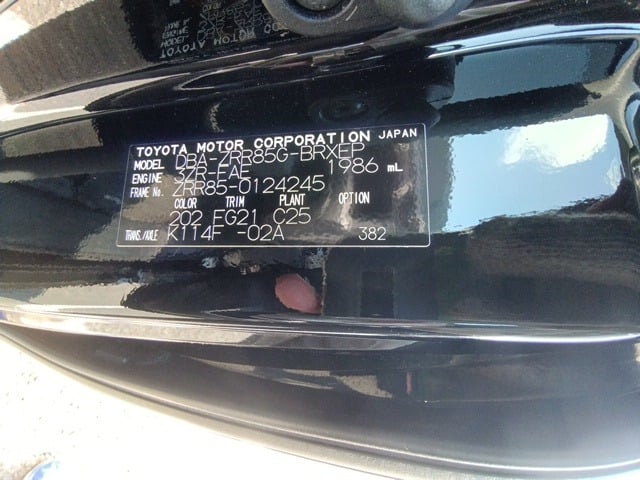 TOYOTA MOTOR CORPORATION JAPAN
MODEL DBA-ZRR85G-BRXEP
ENGINE 3ZR-FAE 1986 mL
FRAME No. ZRR85-0124245
COLOR TRIM PLANT OPTION
202 FG21 C25
TRANS./AXLE K114F -02A 382